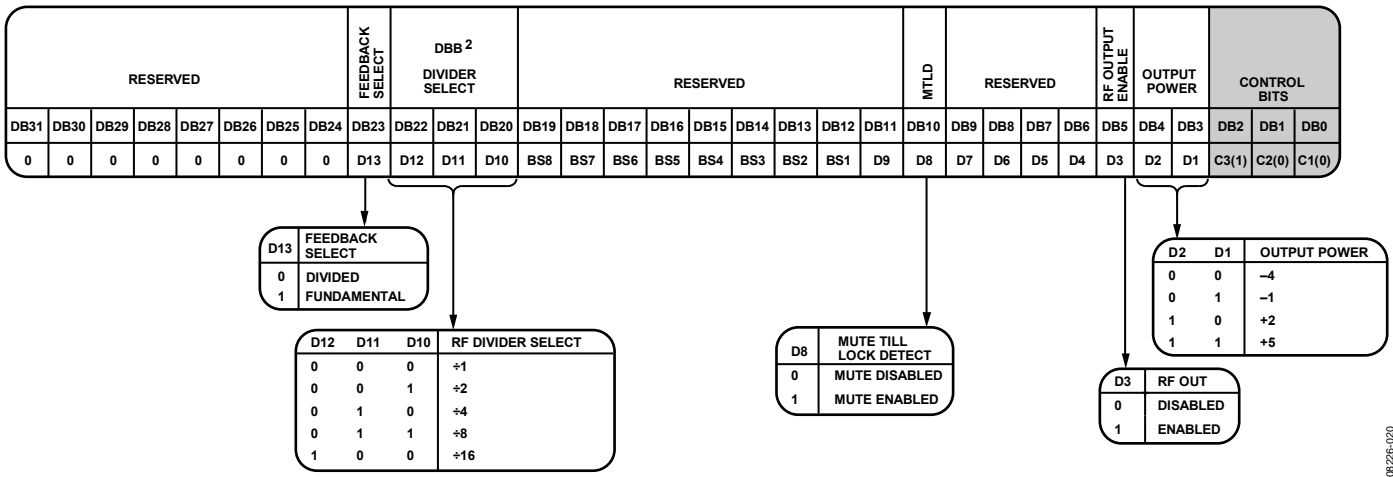 RESERVED
FEEDBACK
SELECT
DBB 2
DIVIDER
SELECT
RESERVED
MTLD
RESERVED
RF OUTPUT
ENABLE
OUTPUT
POWER
CONTROL
BITS
DB31 DB30 DB29 DB28 DB27 DB26 DB25 DB24 DB23 DB22 DB21 DB20 DB19 DB18 DB17 DB16 DB15 DB14 DB13 DB12 DB11 DB10 DB9 DB8 DB7 DB6 DB5 DB4 DB3 DB2 DB1 DB0
0 0 0 0 0 0 0 0 D13 D12 D11 D10 BS8 BS7 BS6 BS5 BS4 BS3 BS2 BS1 D9 D8 D7 D6 D5 D4 D3 D2 D1 C3(1) C2(0) C1(0)
D13 FEEDBACK
SELECT
0 DIVIDED
1 FUNDAMENTAL
D12 D11 D10 RF DIVIDER SELECT
0 0 0 ÷1
0 0 1 ÷2
0 1 0 ÷4
0 1 1 ÷8
1 0 0 ÷16
D8 MUTE TILL
LOCK DETECT
0 MUTE DISABLED
1 MUTE ENABLED
D3 RF OUT
0 DISABLED
1 ENABLED
D2 D1 OUTPUT POWER
0 0 –4
0 1 –1
1 0 +2
1 1 +5
08226-020